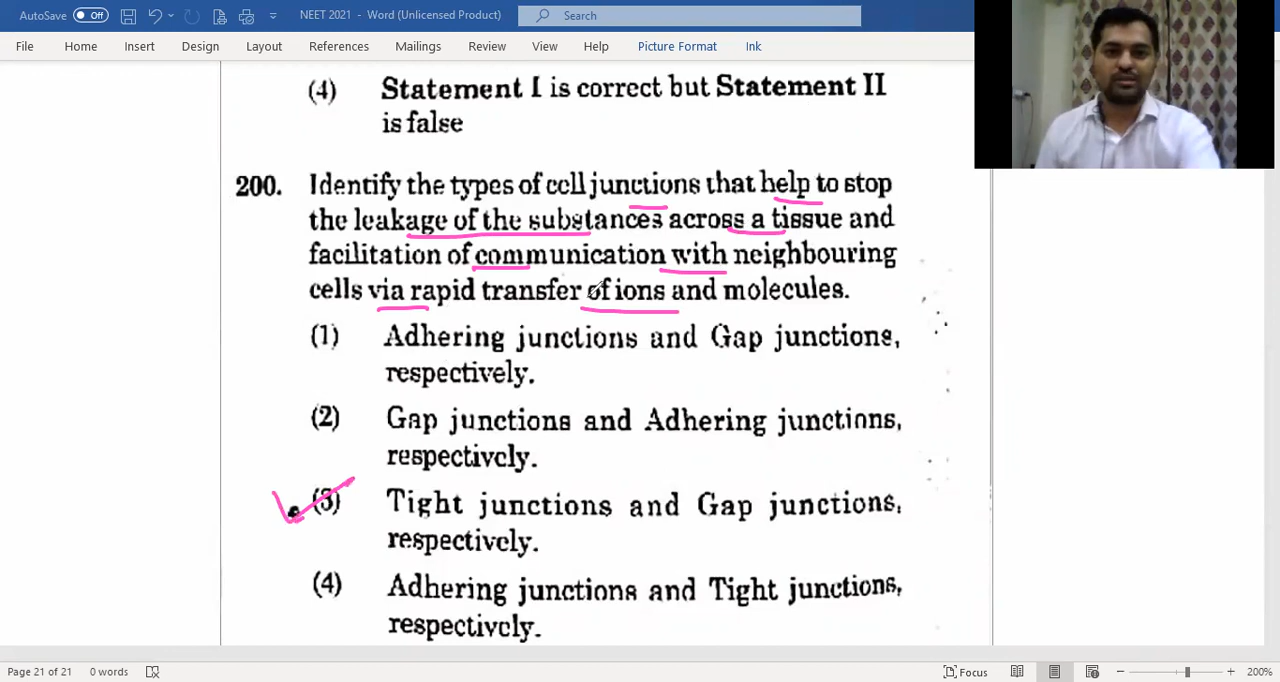 AutoSave Off NEET 2021 - Word (Unlicensed Product) Search
File Home Insert Design Layout References Mailings Review View Help Picture Format Ink
(4) Statement I is correct but Statement II
is false
200. Identify the types of cell junctions that help to stop
the leakage of the substances across a tissue and
facilitation of communication with neighbouring
cells via rapid transfer of ions and molecules.
(1) Adhering junctions and Gap junctions,
respectively.
(2) Gap junctions and Adhering junctions,
respectively.
(3) Tight junctions and Gap junctions,
respectively.
(4) Adhering junctions and Tight junctions,
respectively.
Page 21 of 21 0 words Focus 200%